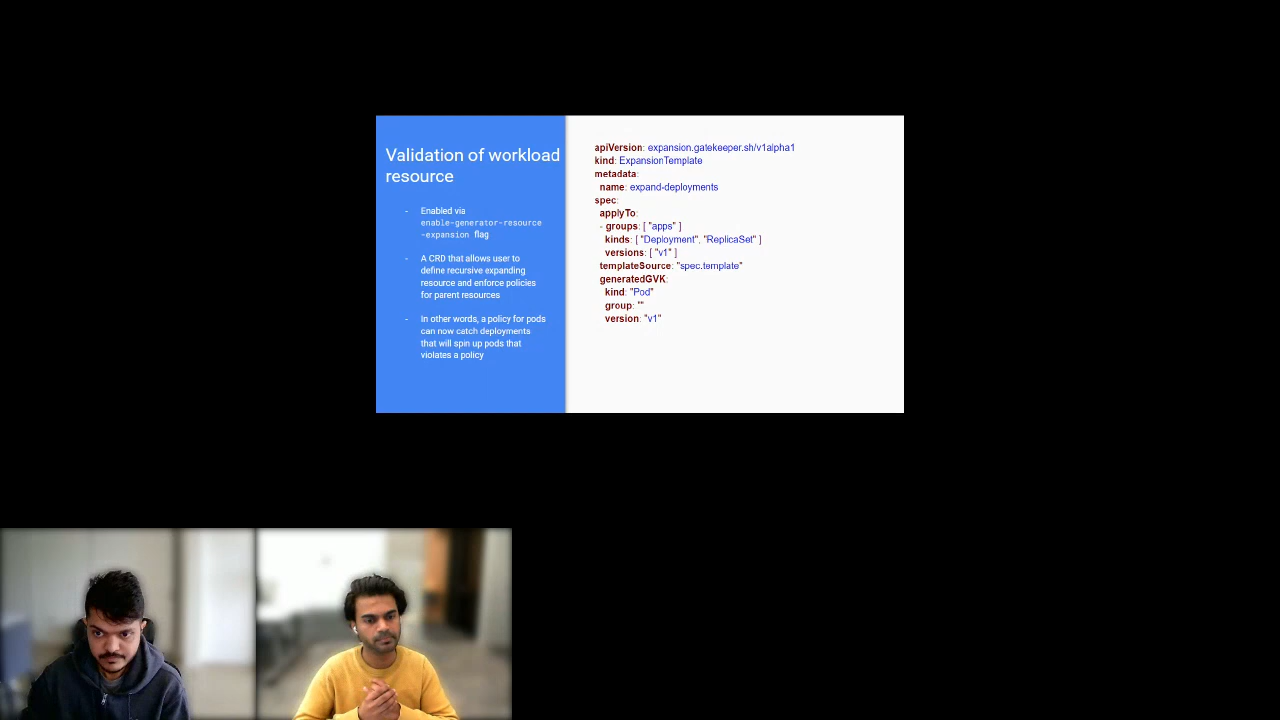 Validation of workload
resource
- Enabled via
enable-generator-resource
-expansion flag
- A CRD that allows user to
define recursive expanding
resource and enforce policies
for parent resources
- In other words, a policy for pods
can now catch deployments
that will spin up pods that
violates a policy
apiVersion: expansion.gatekeeper.sh/v1alpha1
kind: ExpansionTemplate
metadata:
name: expand-deployments
spec:
applyTo:
- groups: [ "apps" ]
kinds: [ "Deployment", "ReplicaSet" ]
versions: [ "v1" ]
templateSource: "spec.template"
generatedGVK:
kind: "Pod"
group: ""
version: "v1"